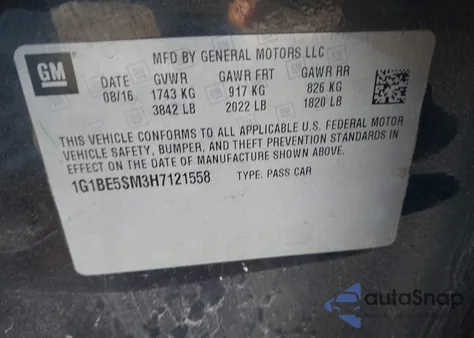 GM
MFD BY GENERAL MOTORS LLC
DATE GVWR GAWR FRT GAWR RR
08/16 1743 KG 917 KG 826 KG
3842 LB 2022 LB 1820 LB
THIS VEHICLE CONFORMS TO ALL APPLICABLE U.S. FEDERAL MOTOR
VEHICLE SAFETY, BUMPER, AND THEFT PREVENTION STANDARDS IN
EFFECT ON THE DATE OF MANUFACTURE SHOWN ABOVE.
1G1BE5SM3H7121558 TYPE: PASS CAR
autoSnap